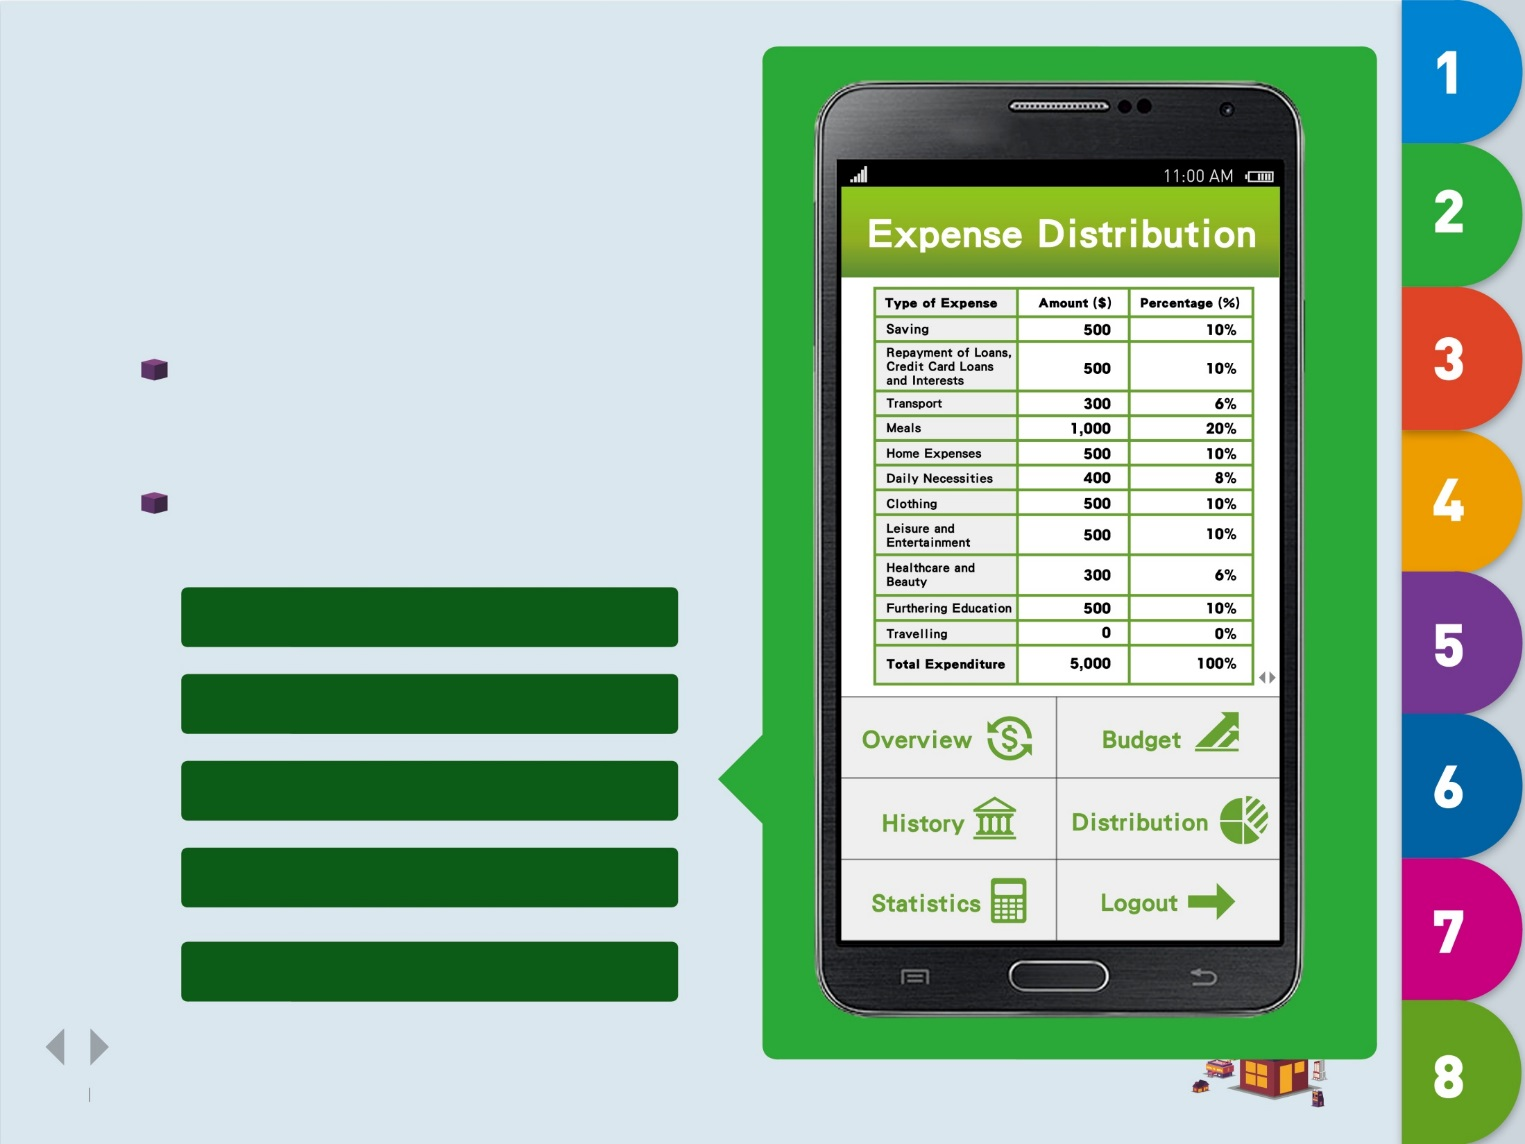 11:00 AM
Expense Distribution
Type of Expense Amount ($) Percentage (%)
Saving 500 10%
Repayment of Loans,
Credit Card Loans
and Interests 500 10%
Transport 300 6%
Meals 1,000 20%
Home Expenses 500 10%
Daily Necessities 400 8%
Clothing 500 10%
Leisure and
Entertainment 500 10%
Healthcare and
Beauty 300 6%
Furthering Education 500 10%
Travelling 0 0%
Total Expenditure 5,000 100%
Overview Budget
History Distribution
Statistics Logout
1
2
3
4
5
6
7
8